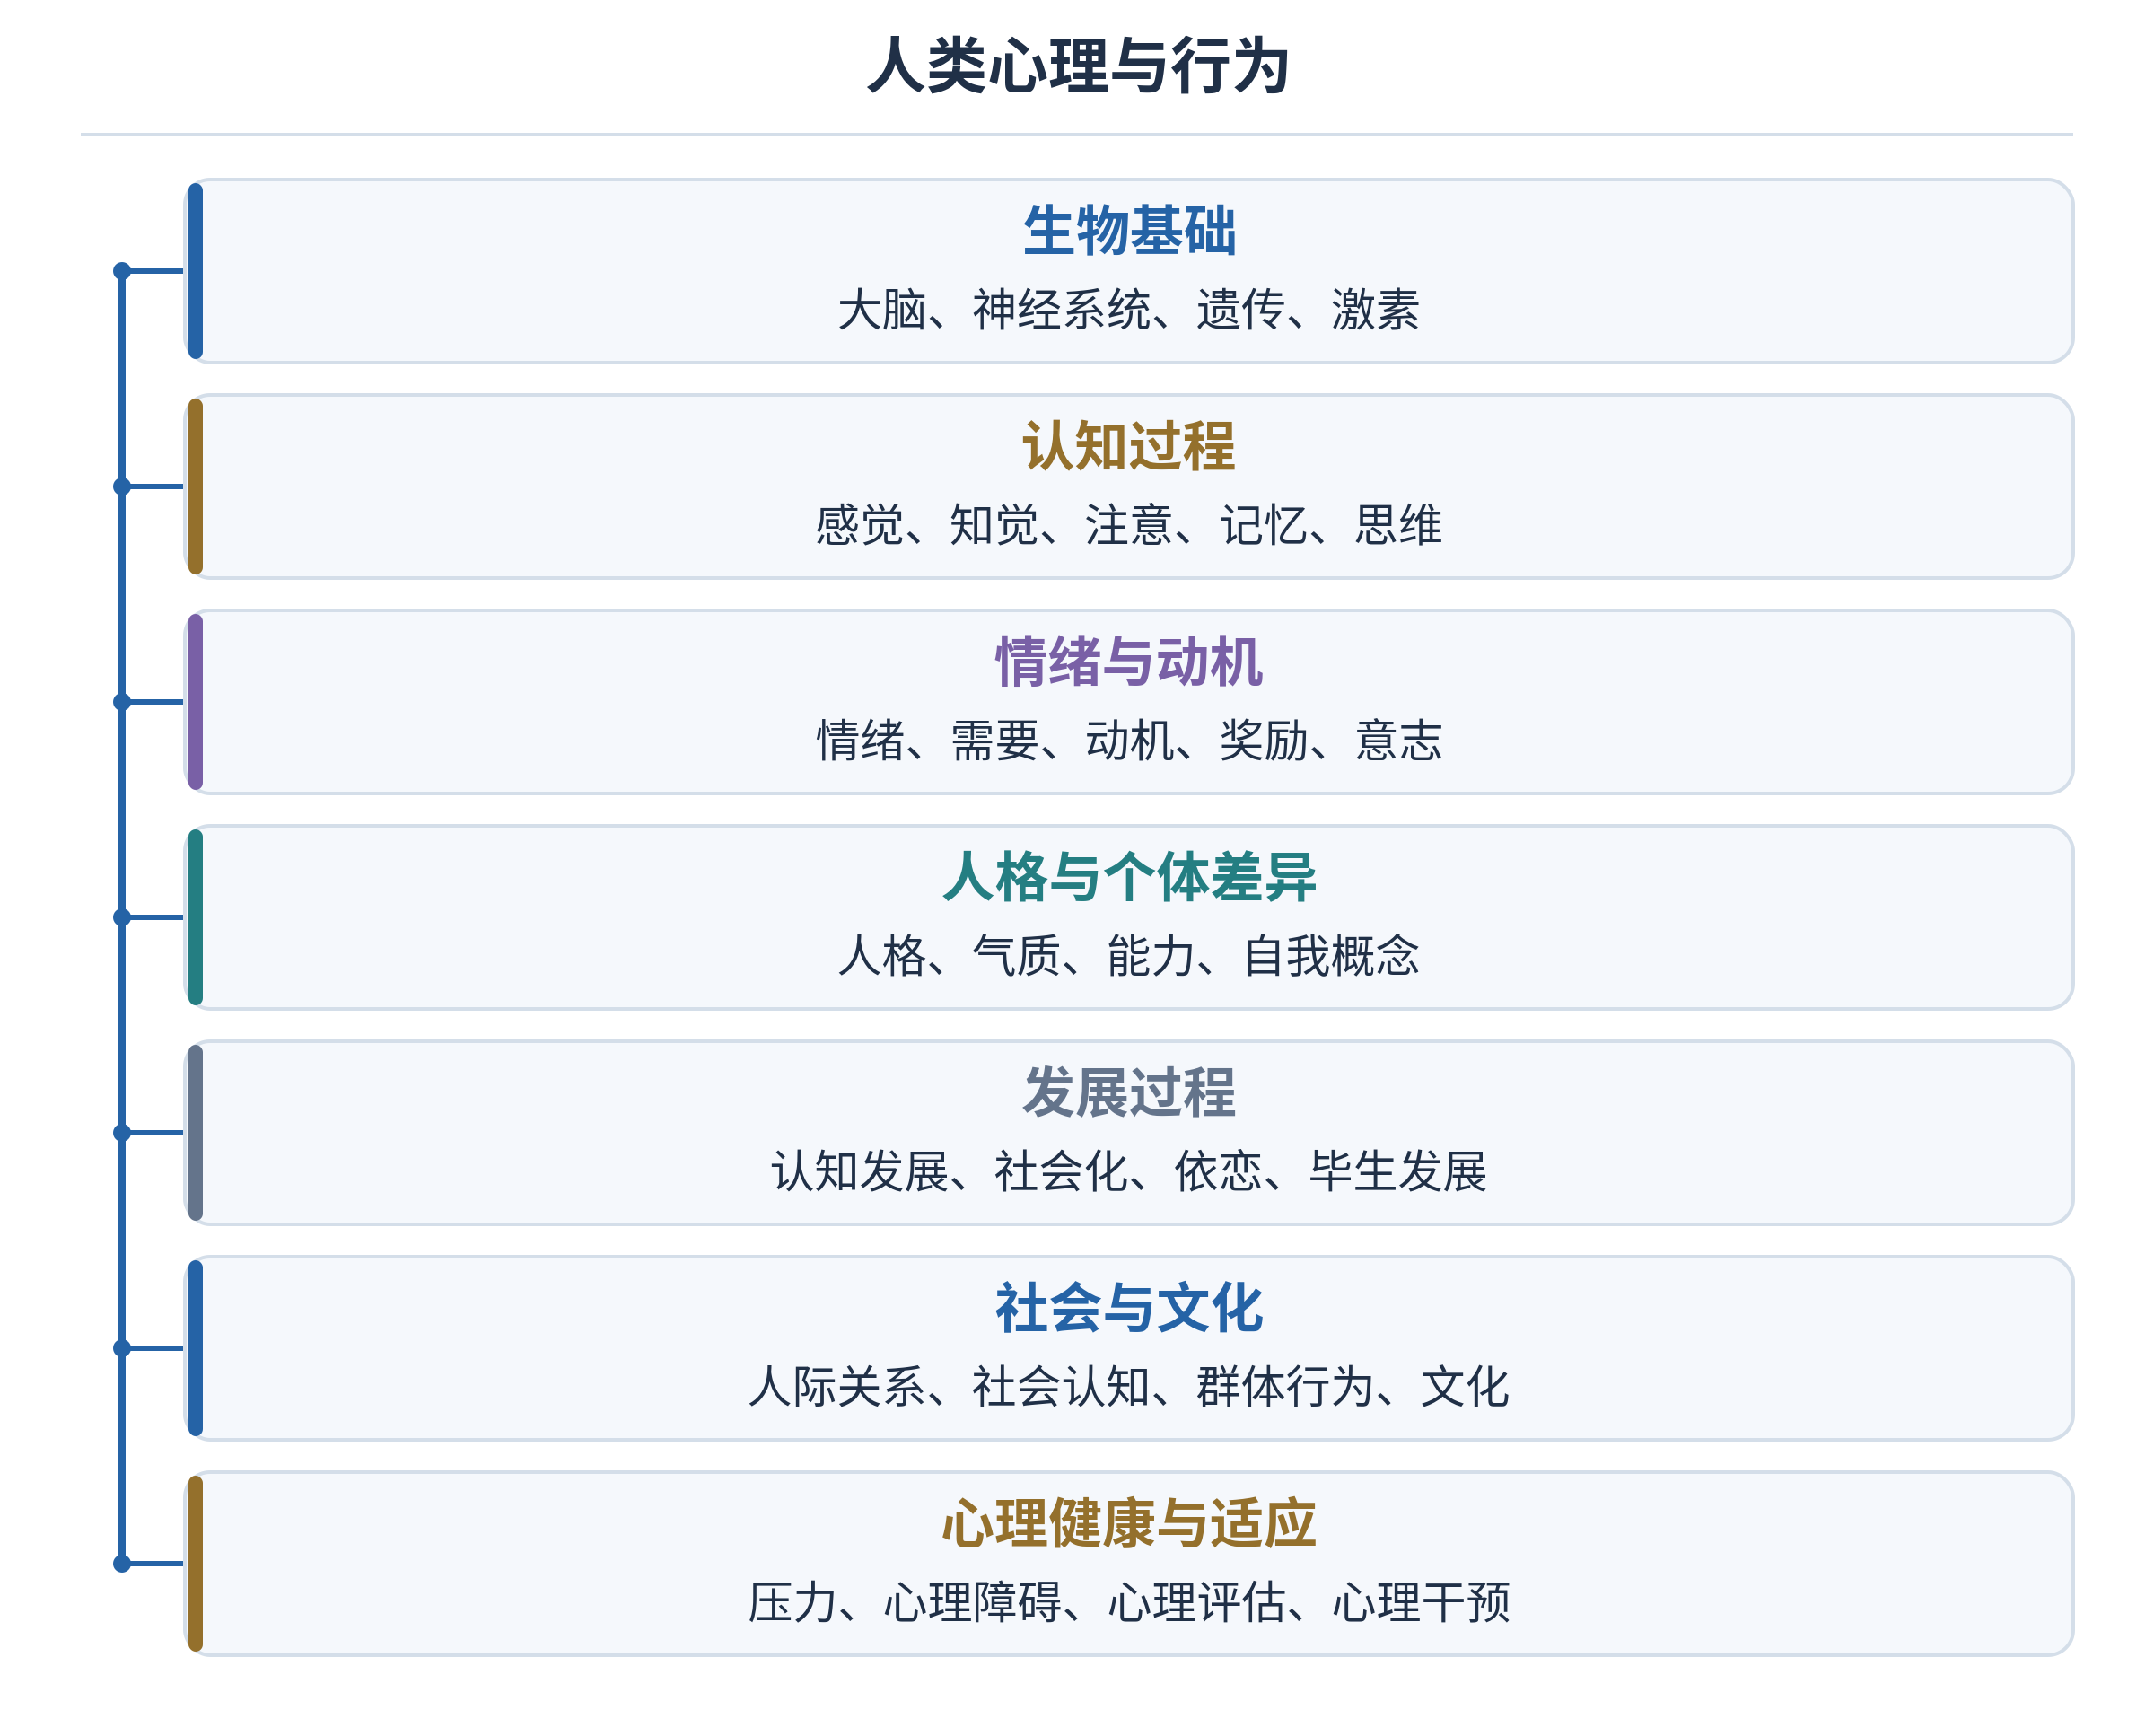 人类心理与行为
生物基础
大脑、神经系统、遗传、激素
认知过程
感觉、知觉、注意、记忆、思维
情绪与动机
情绪、需要、动机、奖励、意志
人格与个体差异
人格、气质、能力、自我概念
发展过程
认知发展、社会化、依恋、毕生发展
社会与文化
人际关系、社会认知、群体行为、文化
心理健康与适应
压力、心理障碍、心理评估、心理干预